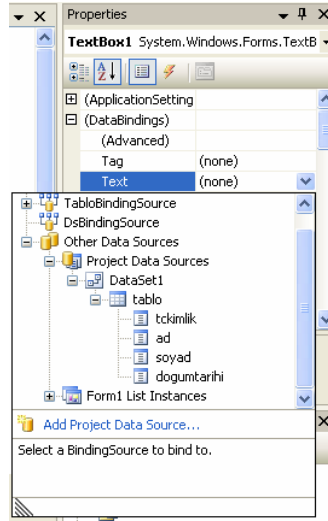 Properties
TextBox1 System.Windows.Forms.TextB
(ApplicationSetting
(DataBindings)
(Advanced)
Tag (none)
Text (none)
TabloBindingSource
DsBindingSource
Other Data Sources
Project Data Sources
DataSet1
tablo
tckimlik
ad
soyad
dogumtarihi
Form1 List Instances
Add Project Data Source...
Select a BindingSource to bind to.